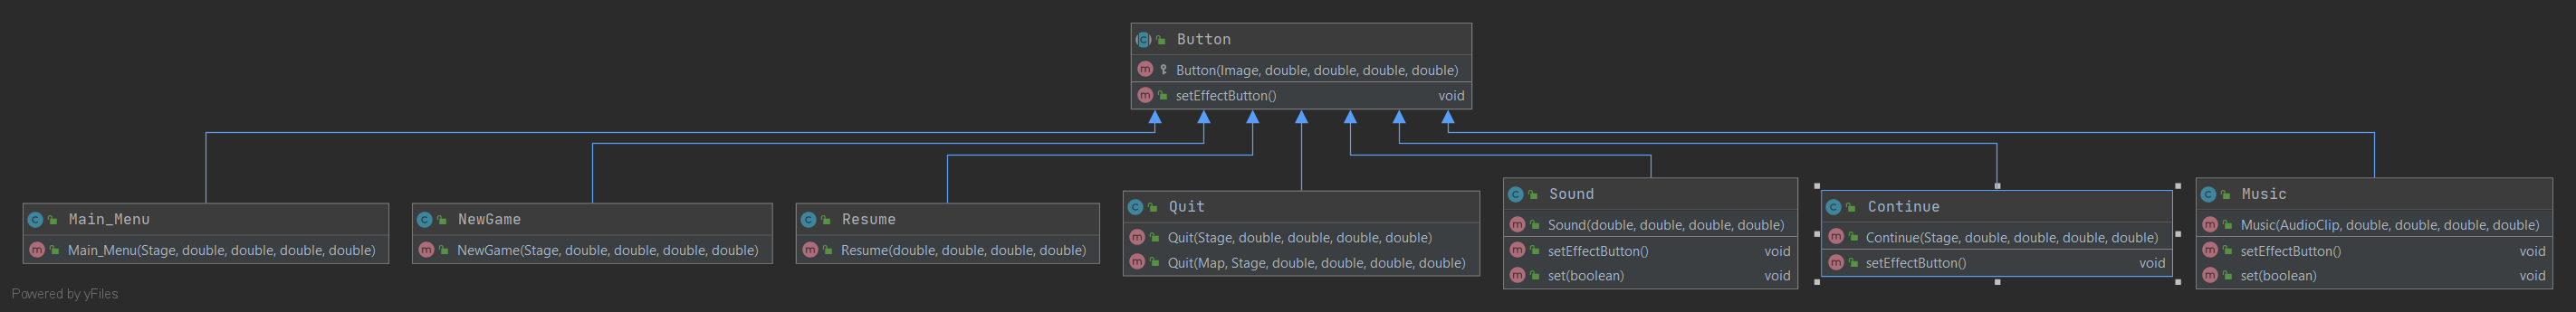 Button
Button(Image, double, double, double, double)
setEffectButton() void
Main_Menu
Main_Menu(Stage, double, double, double, double)
NewGame
NewGame(Stage, double, double, double, double)
Resume
Resume(double, double, double, double)
Quit
Quit(Stage, double, double, double, double)
Quit(Map, Stage, double, double, double, double)
Sound
Sound(double, double, double, double)
setEffectButton() void
set(boolean) void
Continue
Continue(Stage, double, double, double, double)
setEffectButton() void
Music
Music(AudioClip, double, double, double, double)
setEffectButton() void
set(boolean) void
Powered by yFiles